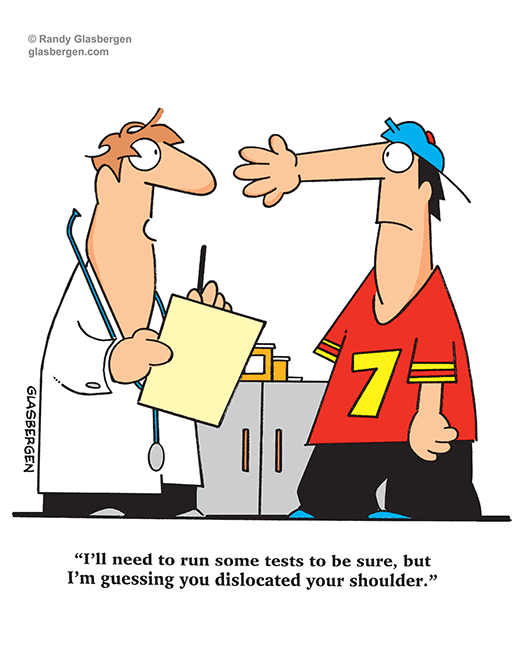 © Randy Glasbergen
glasbergen.com
7
GLASBERGEN
“I’ll need to run some tests to be sure, but
I’m guessing you dislocated your shoulder.”